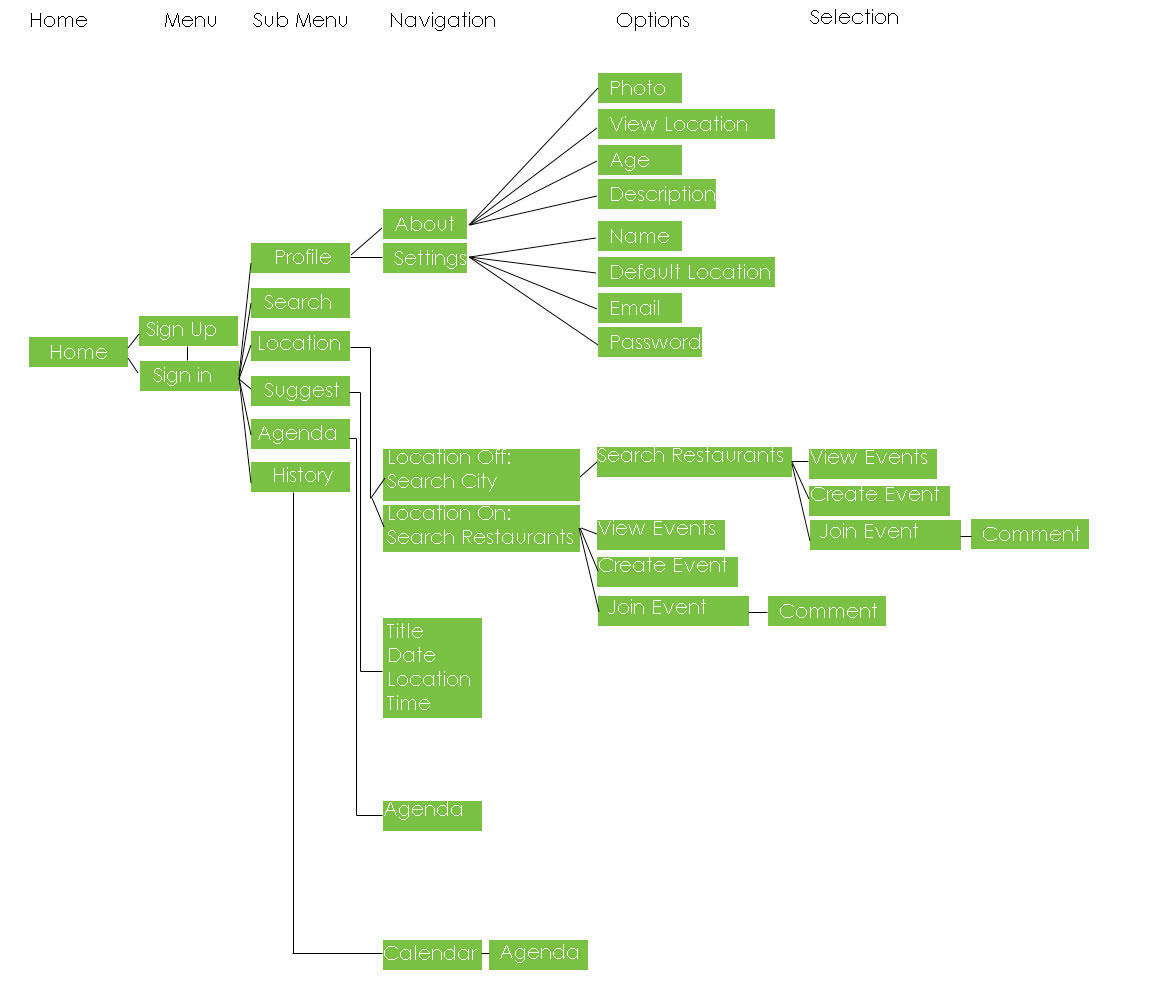 Home
Menu
Sub Menu
Navigation
Options
Selection
Photo
View Location
Age
Description
About
Name
Profile
Settings
Default Location
Search
Email
Sign Up
Location
Password
Home
Sign in
Suggest
Agenda
Location Off:
Search City
Search Restaurants
View Events
History
Create Event
Location On:
Search Restaurants
View Events
Join Event
Comment
Create Event
Join Event
Comment
Title
Date
Location
Time
Agenda
Calendar
Agenda